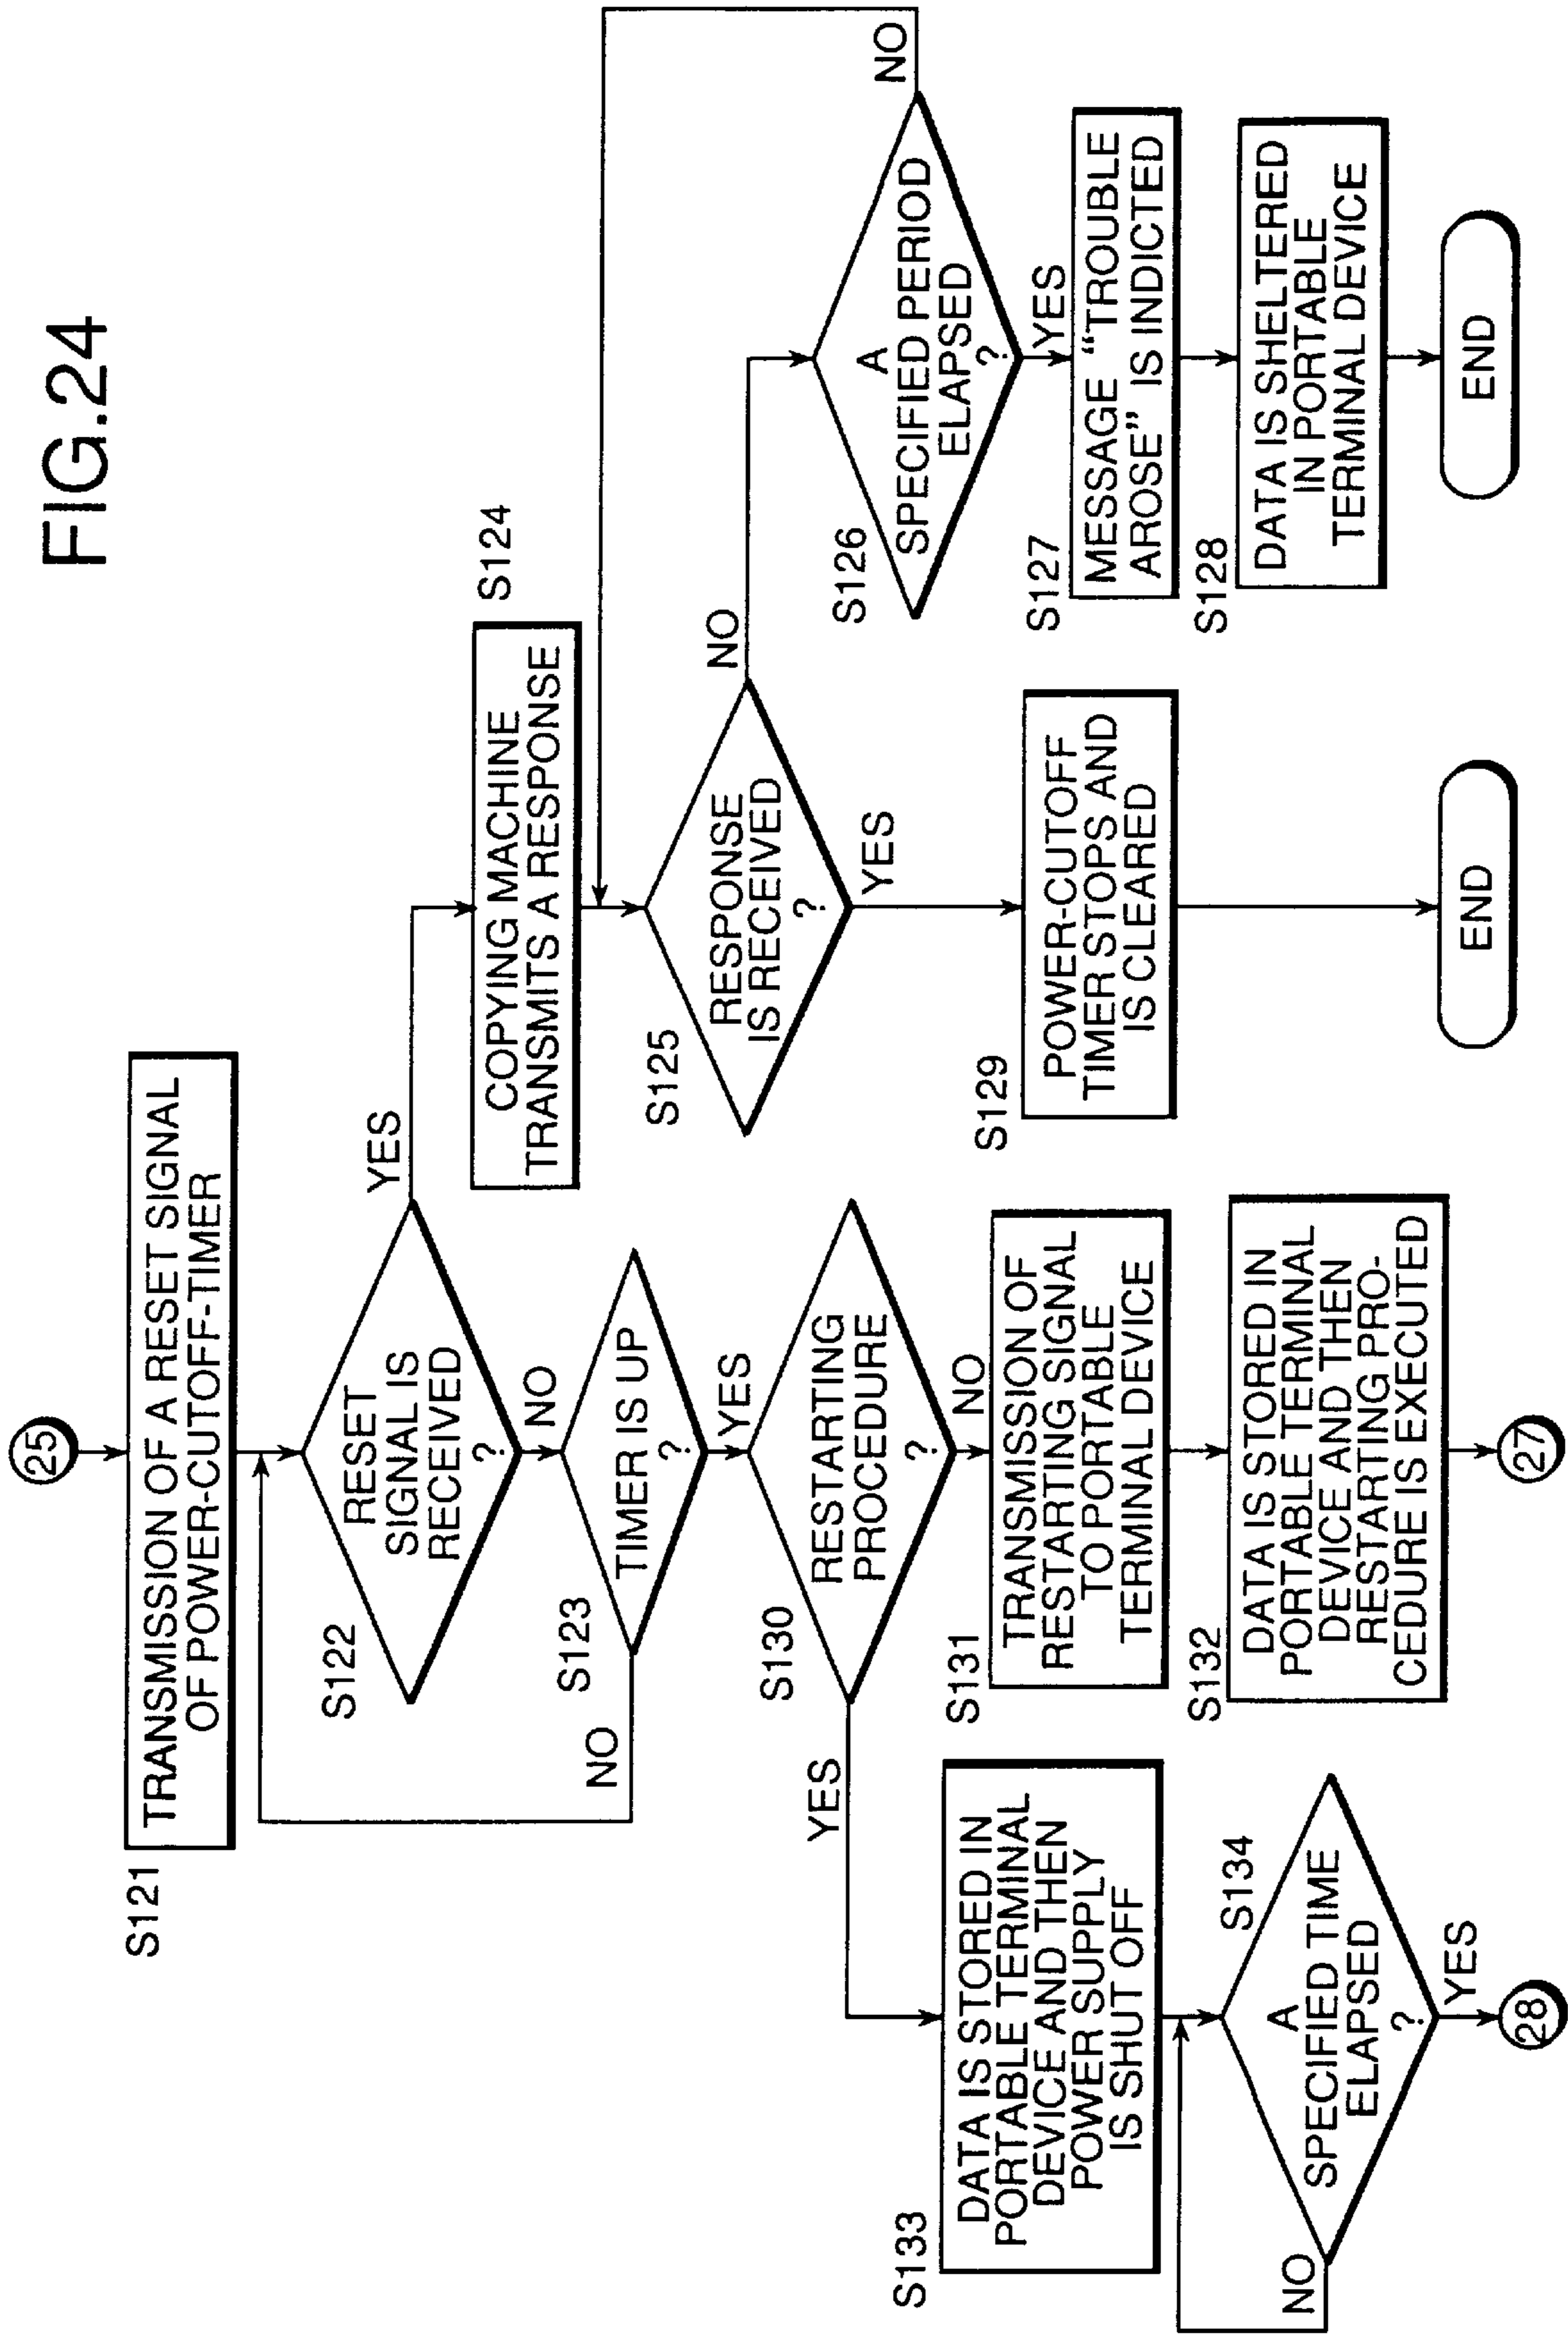 FIG.24
25
S121
TRANSMISSION OF A RESET SIGNAL
OF POWER-CUTOFF-TIMER
S122
RESET
SIGNAL IS
RECEIVED
?
YES
NO
S123
TIMER IS UP
?
NO
YES
S124
COPYING MACHINE
TRANSMITS A RESPONSE
S125
RESPONSE
IS RECEIVED
?
NO
YES
S126
A
SPECIFIED PERIOD
ELAPSED
?
NO
YES
S127
MESSAGE "TROUBLE
AROSE" IS INDICTED
S128
DATA IS SHELTERED
IN PORTABLE
TERMINAL DEVICE
END
S129
POWER-CUTOFF
TIMER STOPS AND
IS CLEARED
END
S130
RESTARTING
PROCEDURE
?
YES
NO
S131
TRANSMISSION OF
RESTARTING SIGNAL
TO PORTABLE
TERMINAL DEVICE
S132
DATA IS STORED IN
PORTABLE TERMINAL
DEVICE AND THEN
RESTARTING PRO-
CEDURE IS EXECUTED
27
S133
DATA IS STORED IN
PORTABLE TERMINAL
DEVICE AND THEN
POWER SUPPLY
IS SHUT OFF
S134
A
SPECIFIED TIME
ELAPSED
?
NO
YES
28